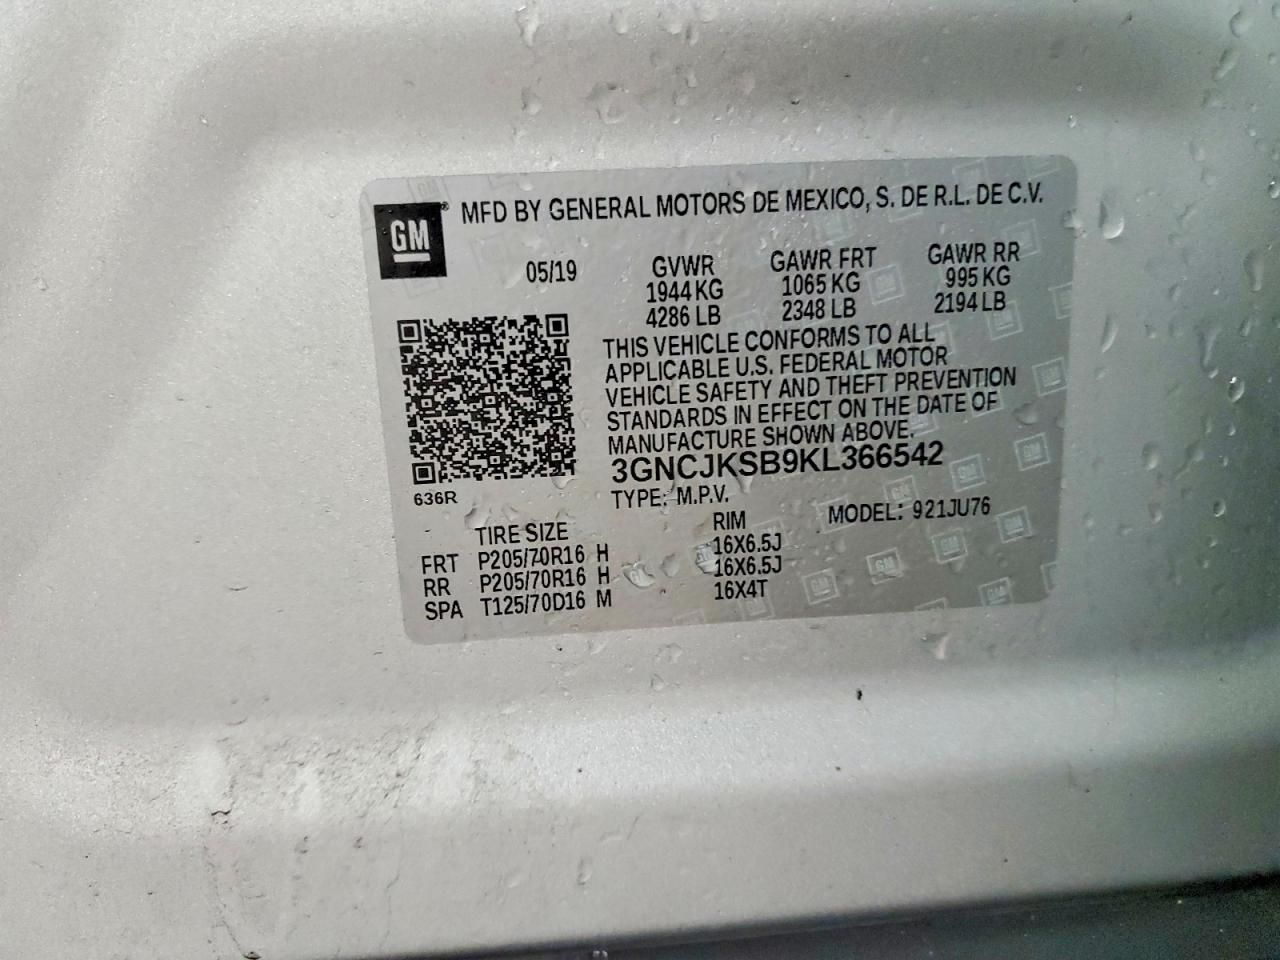 GM® MFD BY GENERAL MOTORS DE MEXICO, S. DE R.L. DE C.V.
05/19 GVWR GAWR FRT GAWR RR
1944 KG 1065 KG 995 KG
4286 LB 2348 LB 2194 LB
THIS VEHICLE CONFORMS TO ALL
APPLICABLE U.S. FEDERAL MOTOR
VEHICLE SAFETY AND THEFT PREVENTION
STANDARDS IN EFFECT ON THE DATE OF
MANUFACTURE SHOWN ABOVE.
3GNCJKSB9KL366542
636R
TYPE: M.P.V. MODEL: 921JU76
TIRE SIZE RIM
FRT P205/70R16 H 16X6.5J
RR P205/70R16 H 16X6.5J
SPA T125/70D16 M 16X4T